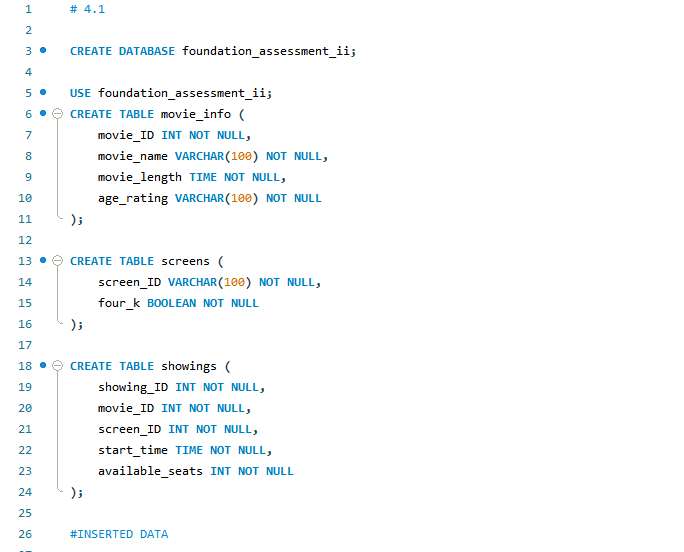 1 # 4.1
2
3 CREATE DATABASE foundation_assessment_ii;
4
5 USE foundation_assessment_ii;
6 CREATE TABLE movie_info (
7 movie_ID INT NOT NULL,
8 movie_name VARCHAR(100) NOT NULL,
9 movie_length TIME NOT NULL,
10 age_rating VARCHAR(100) NOT NULL
11 );
12
13 CREATE TABLE screens (
14 screen_ID VARCHAR(100) NOT NULL,
15 four_k BOOLEAN NOT NULL
16 );
17
18 CREATE TABLE showings (
19 showing_ID INT NOT NULL,
20 movie_ID INT NOT NULL,
21 screen_ID INT NOT NULL,
22 start_time TIME NOT NULL,
23 available_seats INT NOT NULL
24 );
25
26 #INSERTED DATA